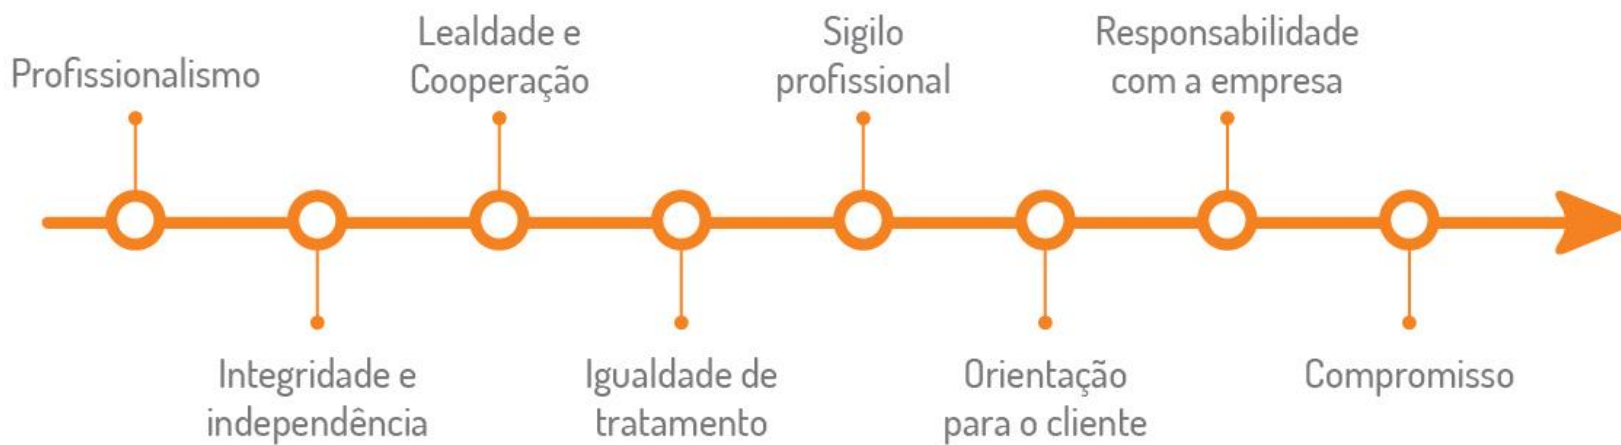 Profissionalismo
Integridade e
independência
Lealdade e
Cooperação
Igualdade de
tratamento
Sigilo
profissional
Orientação
para o cliente
Responsabilidade
com a empresa
Compromisso